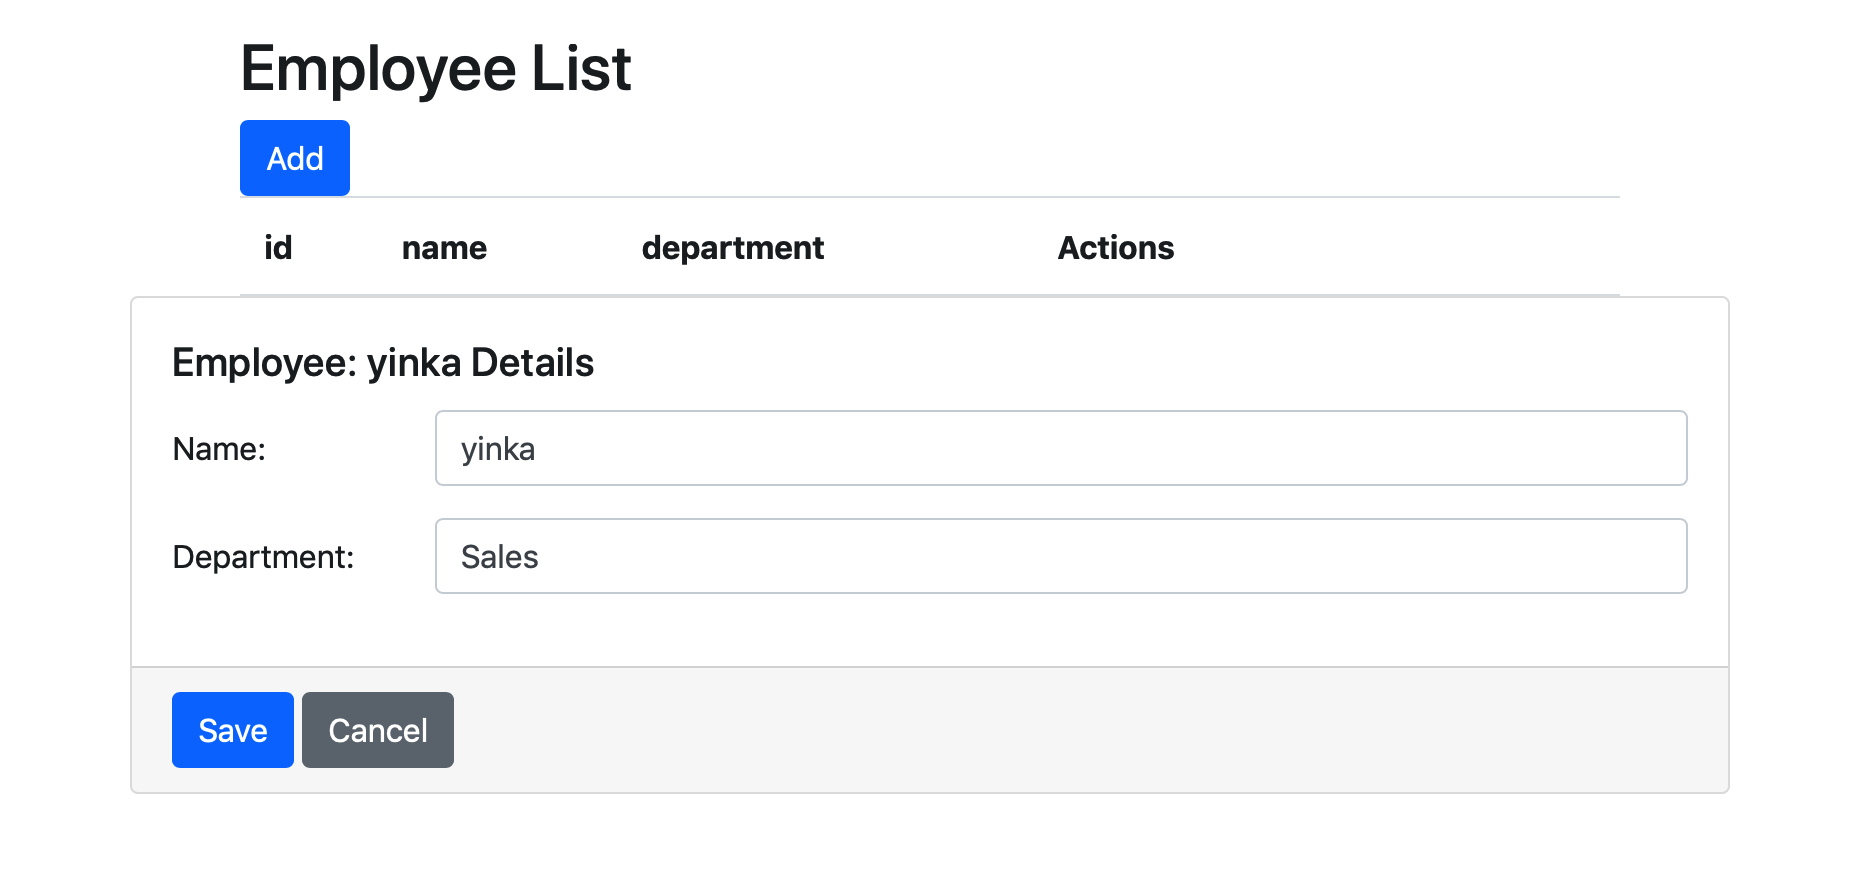 Employee List
Add
id name department Actions
Employee: yinka Details
Name: yinka
Department: Sales
Save Cancel